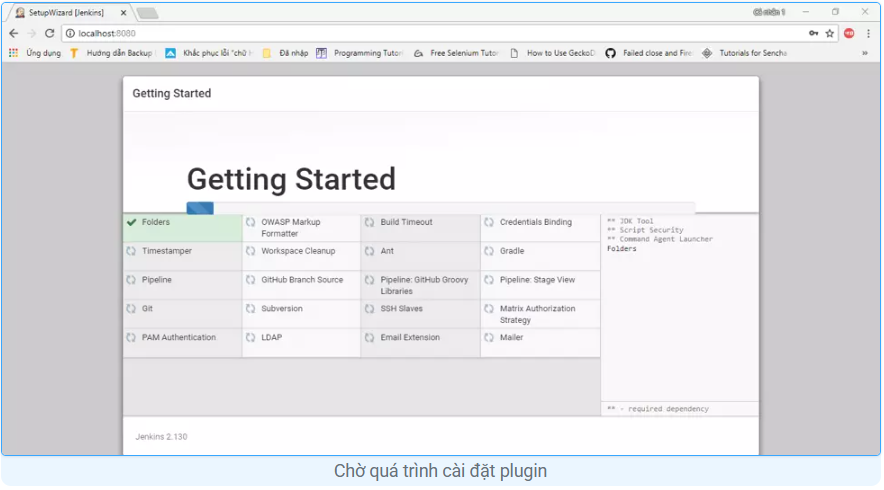 SetupWizard [Jenkins]
Cá nhân 1
localhost:8080
Ứng dụng
Hướng dẫn Backup
Khắc phục lỗi "chữ H
Đã nhập
Programming Tutor
Free Selenium Tutor
How to Use GeckoD
Failed close and Fire
Tutorials for Sencha
»
Getting Started
Getting Started
Folders
OWASP Markup
Formatter
Build Timeout
Credentials Binding
** JDK Tool
** Script Security
** Command Agent Launcher
Folders
Timestamper
Workspace Cleanup
Ant
Gradle
Pipeline
GitHub Branch Source
Pipeline: GitHub Groovy
Libraries
Pipeline: Stage View
Git
Subversion
SSH Slaves
Matrix Authorization
Strategy
PAM Authentication
LDAP
Email Extension
Mailer
** - required dependency
Jenkins 2.130
Chờ quá trình cài đặt plugin